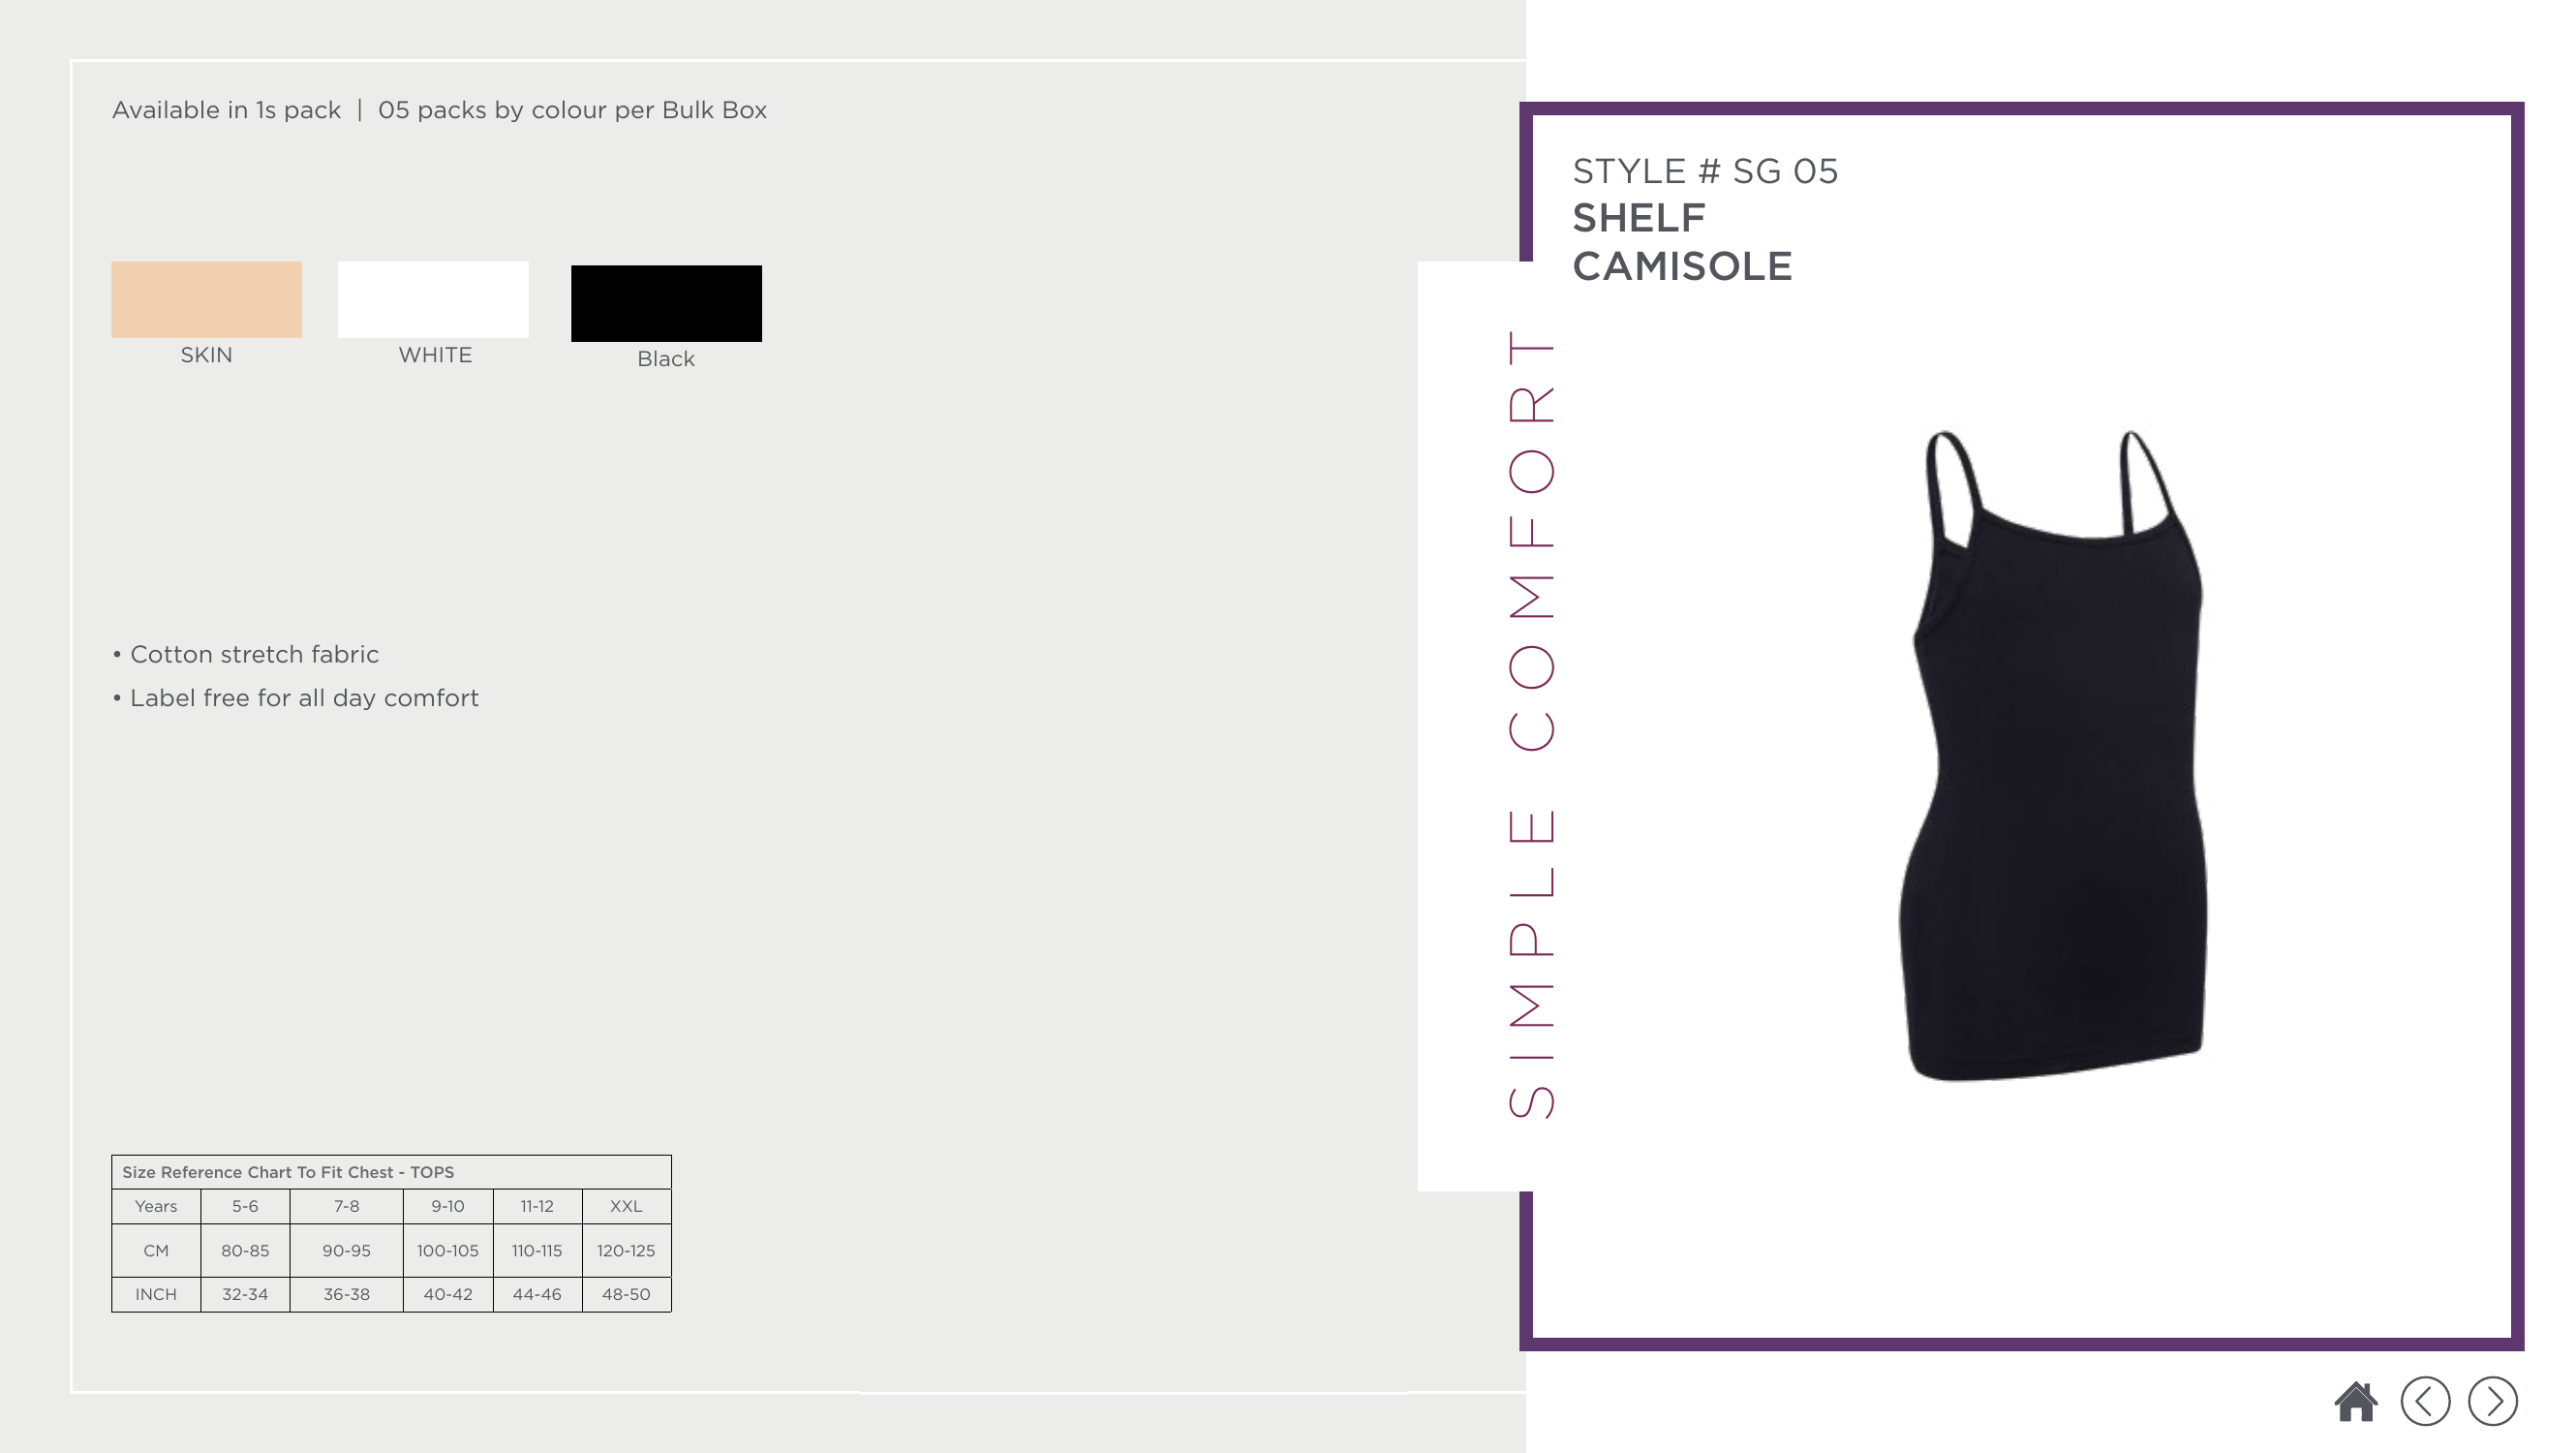 Available in 1s pack | 05 packs by colour per Bulk Box
SKIN
WHITE
Black
• Cotton stretch fabric
• Label free for all day comfort
Size Reference Chart To Fit Chest - TOPS
Years 5-6 7-8 9-10 11-12 XXL
CM 80-85 90-95 100-105 110-115 120-125
INCH 32-34 36-38 40-42 44-46 48-50
SIMPLE COMFORT
STYLE # SG 05
SHELF
CAMISOLE